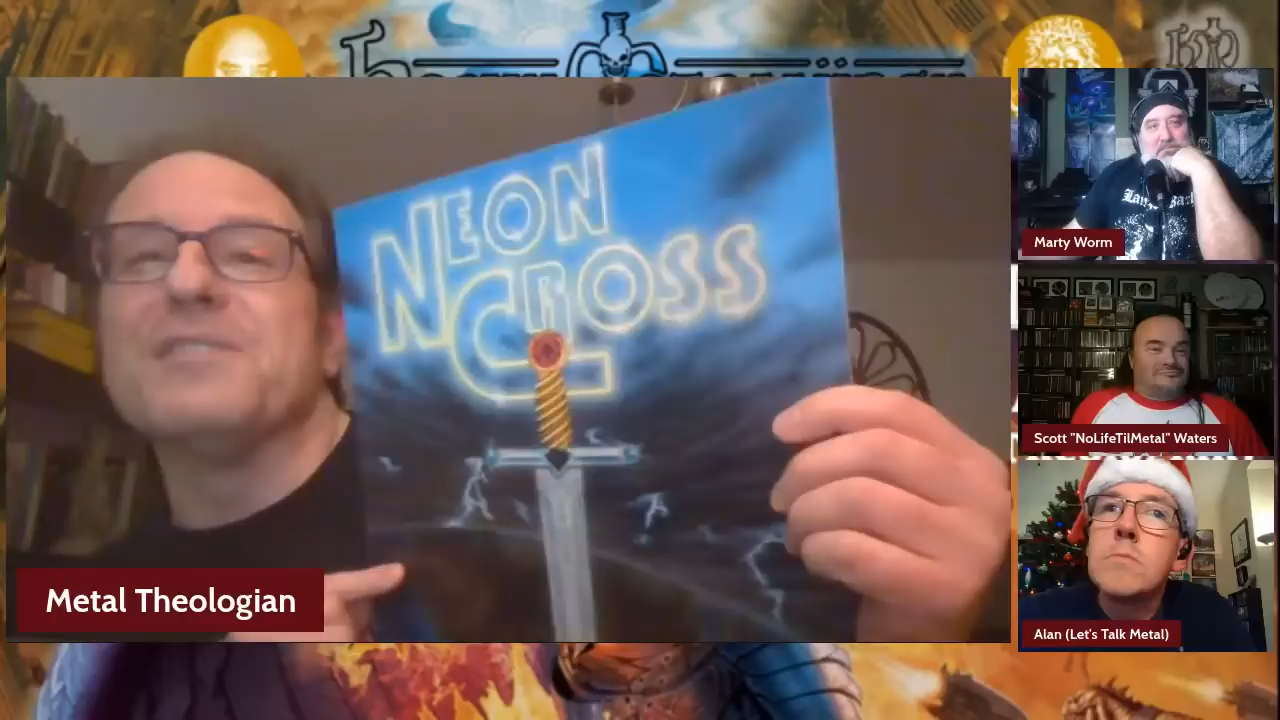 NEON
CROSS
Metal Theologian
Marty Worm
Scott "NoLifeTilMetal" Waters
Alan (Let's Talk Metal)